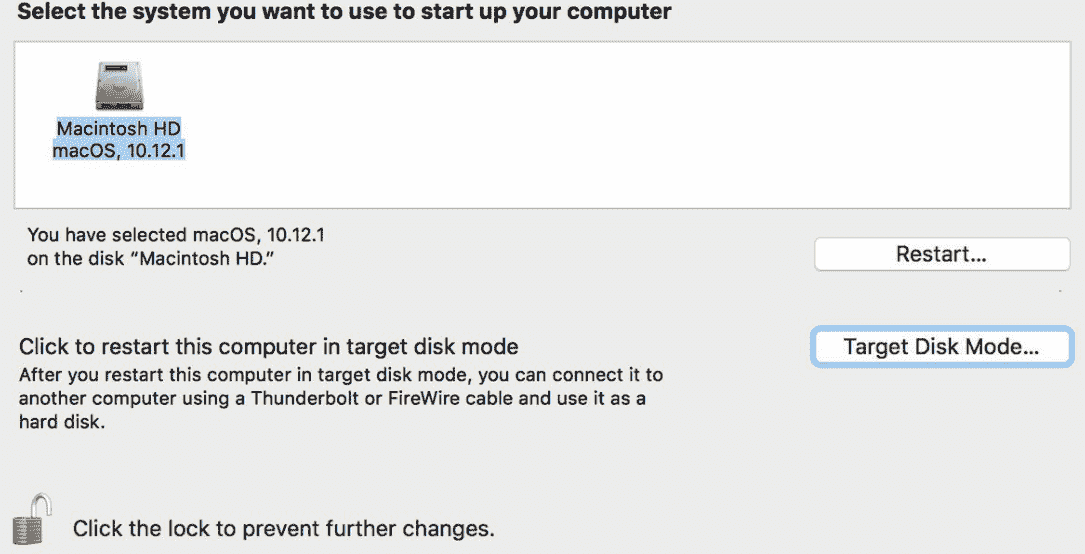 Select the system you want to use to start up your computer
Macintosh HD
macOS, 10.12.1
You have selected macOS, 10.12.1
on the disk “Macintosh HD.”
Restart...
Click to restart this computer in target disk mode
Target Disk Mode...
After you restart this computer in target disk mode, you can connect it to
another computer using a Thunderbolt or FireWire cable and use it as a
hard disk.
Click the lock to prevent further changes.